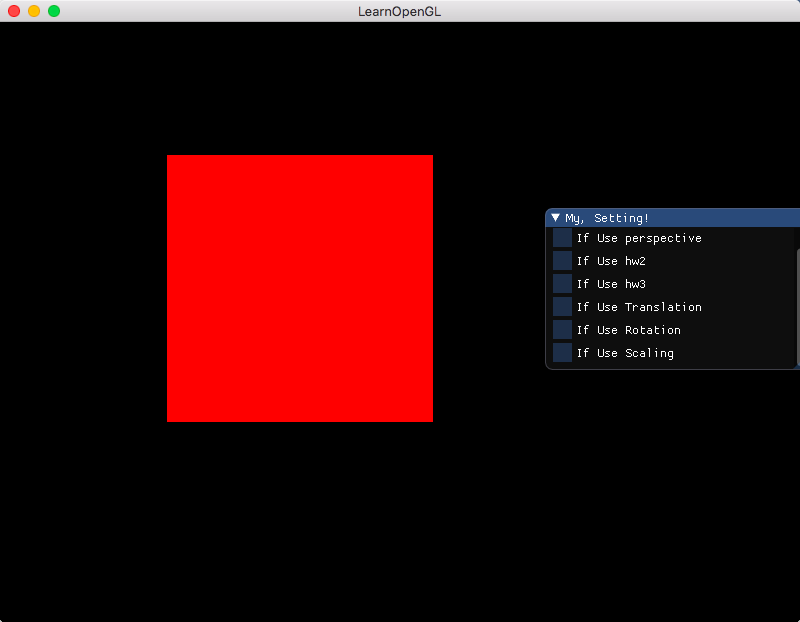 LearnOpenGL
My, Setting!
If Use perspective
If Use hw2
If Use hw3
If Use Translation
If Use Rotation
If Use Scaling